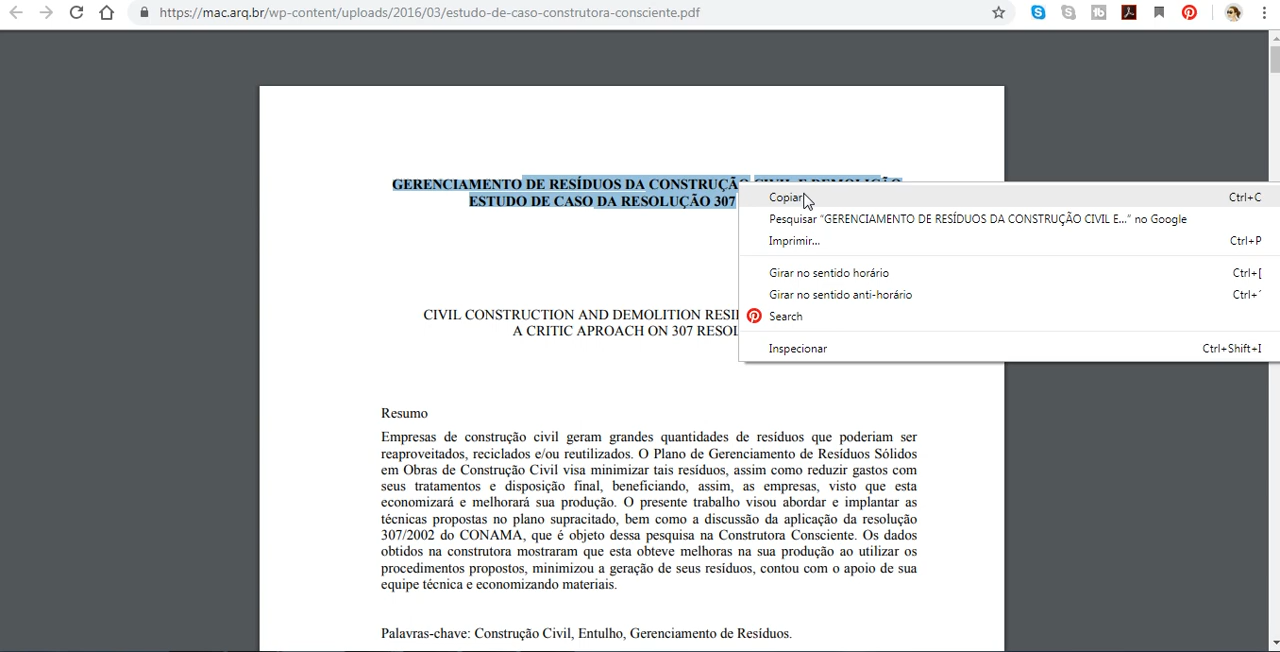 https://mac.arq.br/wp-content/uploads/2016/03/estudo-de-caso-construtora-consciente.pdf
GERENCIAMENTO DE RESÍDUOS DA CONSTRUÇÃO CIVIL E DEMOLIÇÃO
ESTUDO DE CASO DA RESOLUÇÃO 307
Copiar Ctrl+C
Pesquisar “GERENCIAMENTO DE RESÍDUOS DA CONSTRUÇÃO CIVIL E...” no Google
Imprimir... Ctrl+P
Girar no sentido horário Ctrl+[
Girar no sentido anti-horário Ctrl+´
Search
Inspecionar Ctrl+Shift+I
CIVIL CONSTRUCTION AND DEMOLITION
A CRITIC APROACH ON 307
Resumo
Empresas de construção civil geram grandes quantidades de resíduos que poderiam ser
reaproveitados, reciclados e/ou reutilizados. O Plano de Gerenciamento de Resíduos Sólidos
em Obras de Construção Civil visa minimizar tais resíduos, assim como reduzir gastos com
seus tratamentos e disposição final, beneficiando, assim, as empresas, visto que esta
economizará e melhorará sua produção. O presente trabalho visou abordar e implantar as
técnicas propostas no plano supracitado, bem como a discussão da aplicação da resolução
307/2002 do CONAMA, que é objeto dessa pesquisa na Construtora Consciente. Os dados
obtidos na construtora mostraram que esta obteve melhoras na sua produção ao utilizar os
procedimentos propostos, minimizou a geração de seus resíduos, contou com o apoio de sua
equipe técnica e economizando materiais.
Palavras-chave: Construção Civil, Entulho, Gerenciamento de Resíduos.